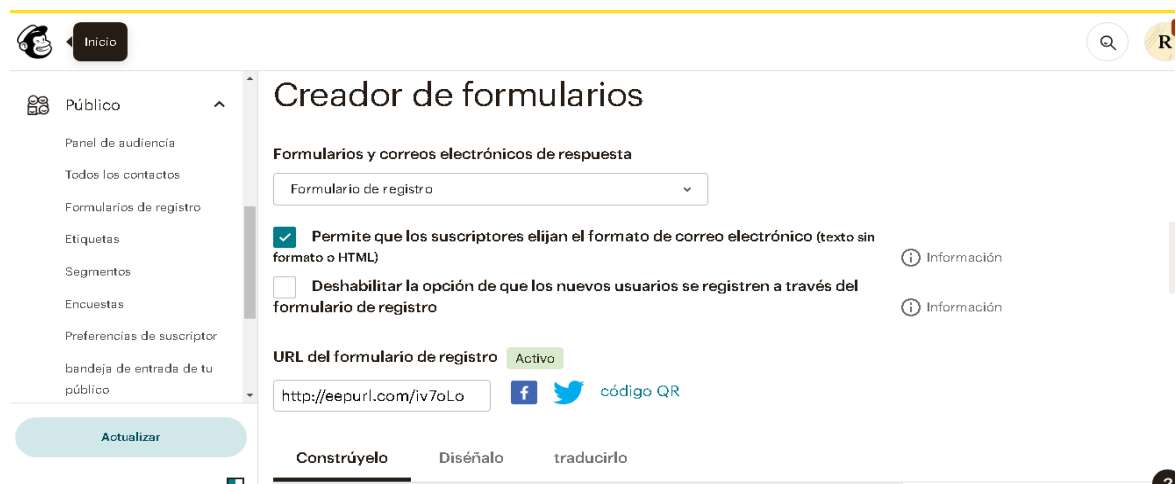 Inicio
R
Público
Panel de audiencia
Todos los contactos
Formularios de registro
Etiquetas
Segmentos
Encuestas
Preferencias de suscriptor
bandeja de entrada de tu
público
Actualizar
Creador de formularios
Formularios y correos electrónicos de respuesta
Formulario de registro
Permite que los suscriptores elijan el formato de correo electrónico (texto sin
formato o HTML)
Información
Deshabilitar la opción de que los nuevos usuarios se registren a través del
formulario de registro
Información
URL del formulario de registro Activo
http://eepurl.com/iv7oLo
código QR
Constrúyelo Diséñalo traducirlo